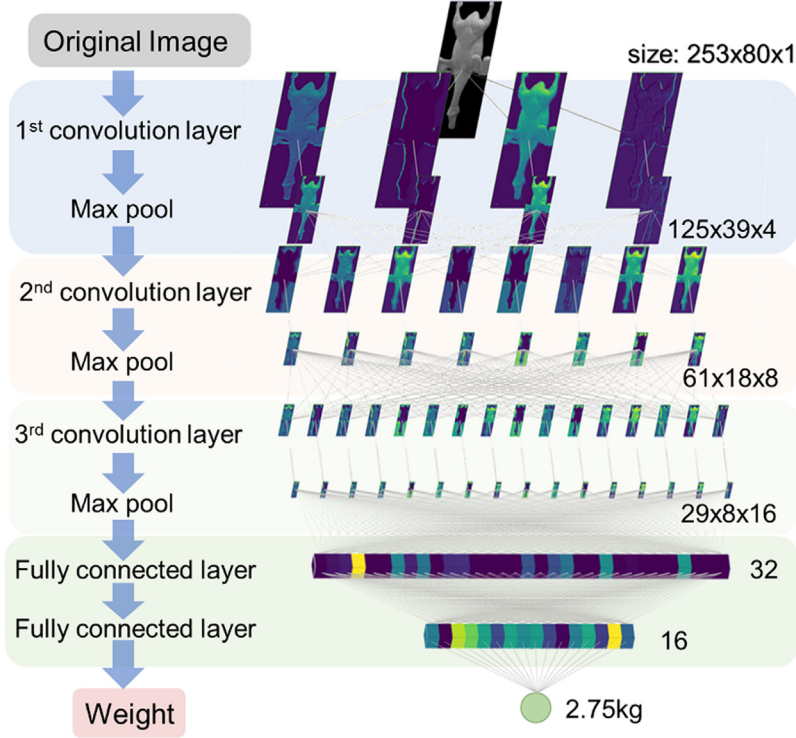 Original Image
size: 253x80x1
1st convolution layer
Max pool
125x39x4
2nd convolution layer
Max pool
61x18x8
3rd convolution layer
Max pool
29x8x16
Fully connected layer
32
Fully connected layer
16
Weight
2.75kg